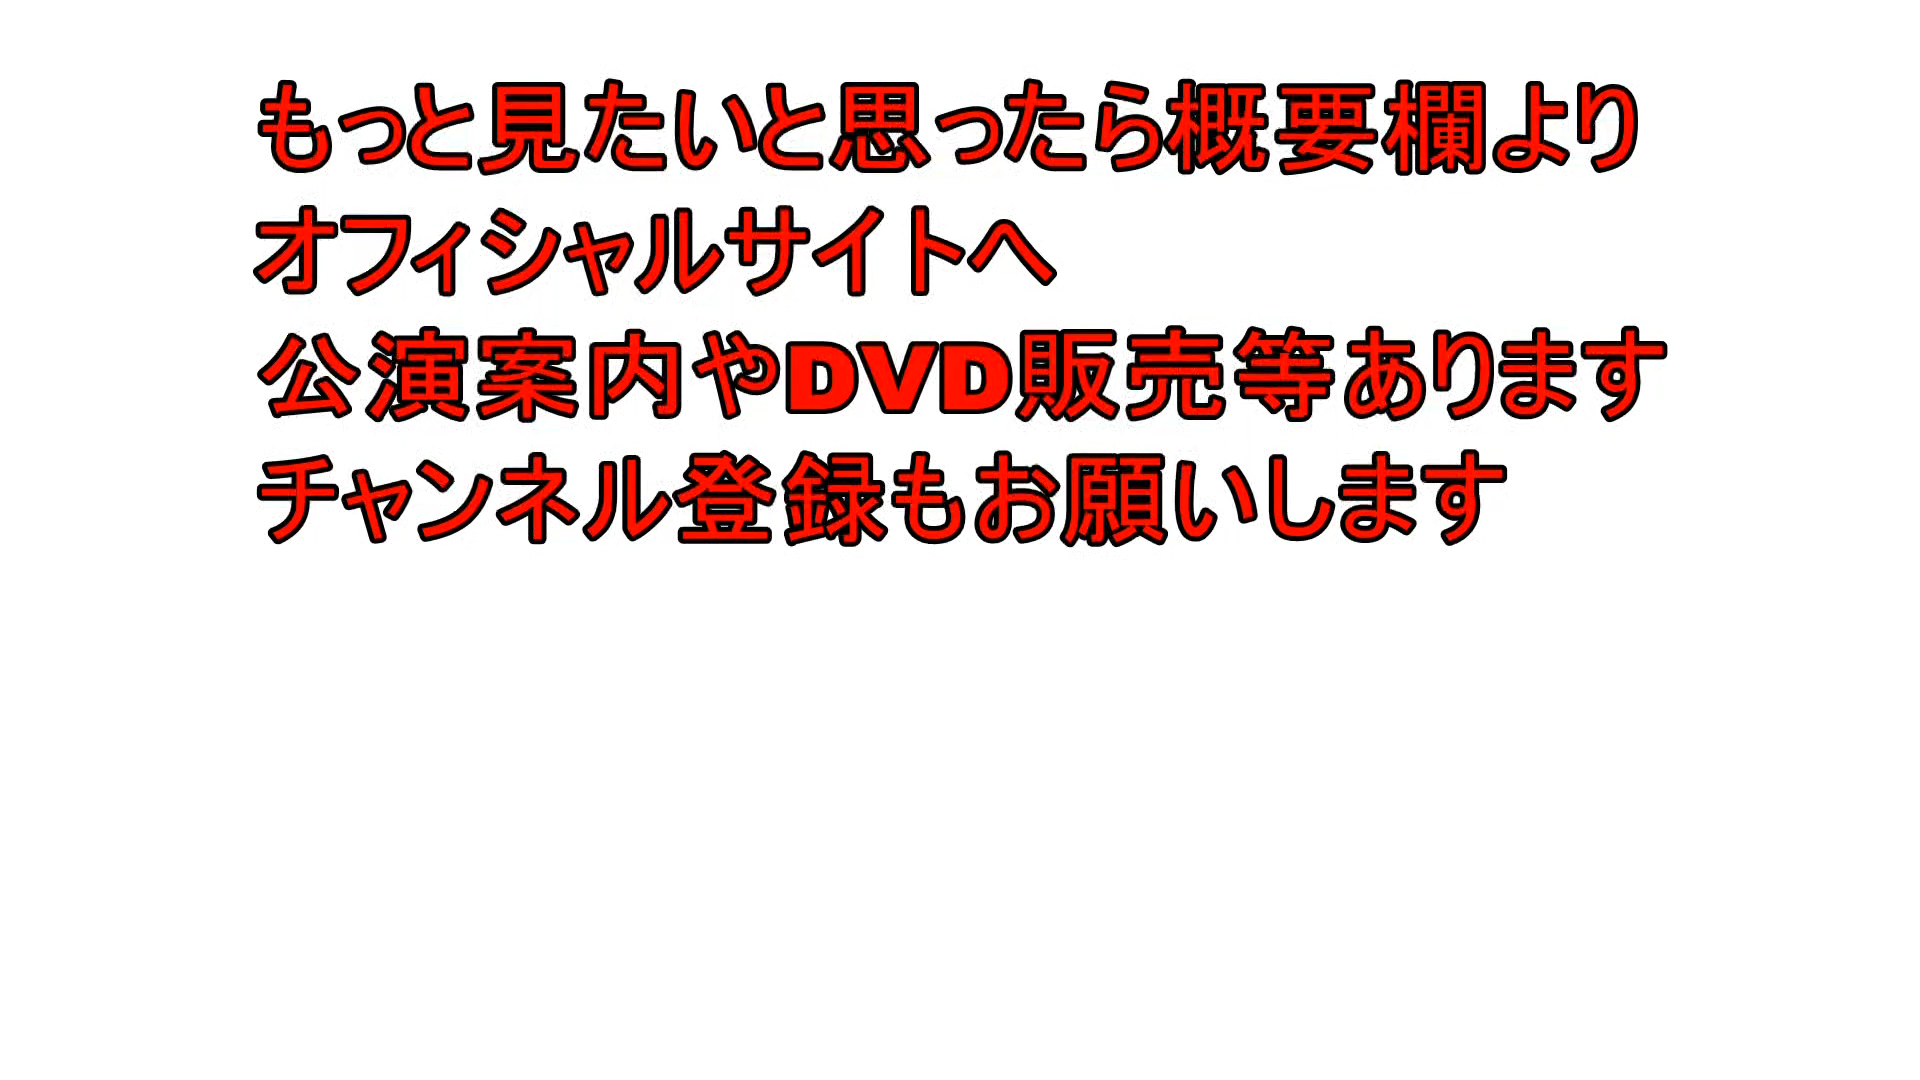 もっと見たいと思ったら概要欄より
オフィシャルサイトへ
公演案内やDVD販売等あります
チャンネル登録もお願いします